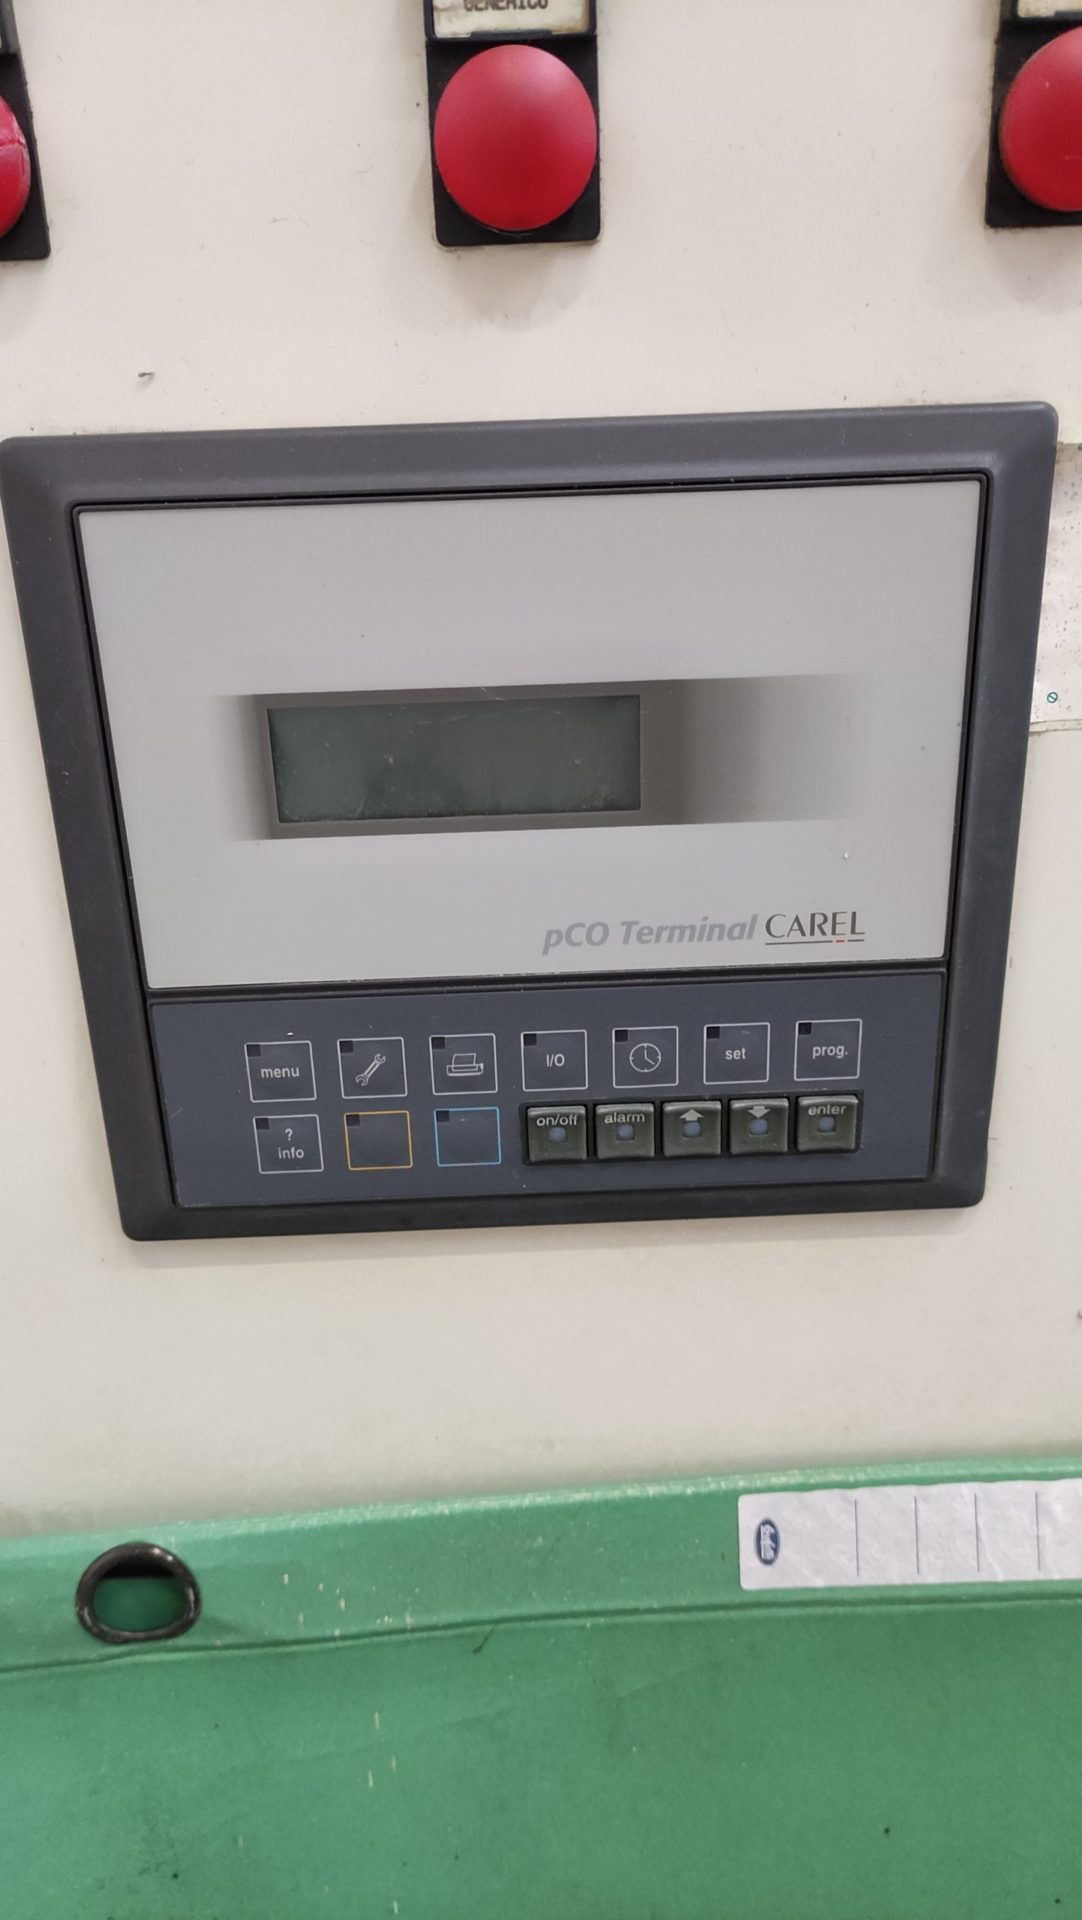 GENERICO
pCO Terminal CAREL
menu
I/O
set
prog.
?
info
on/off
alarm
enter